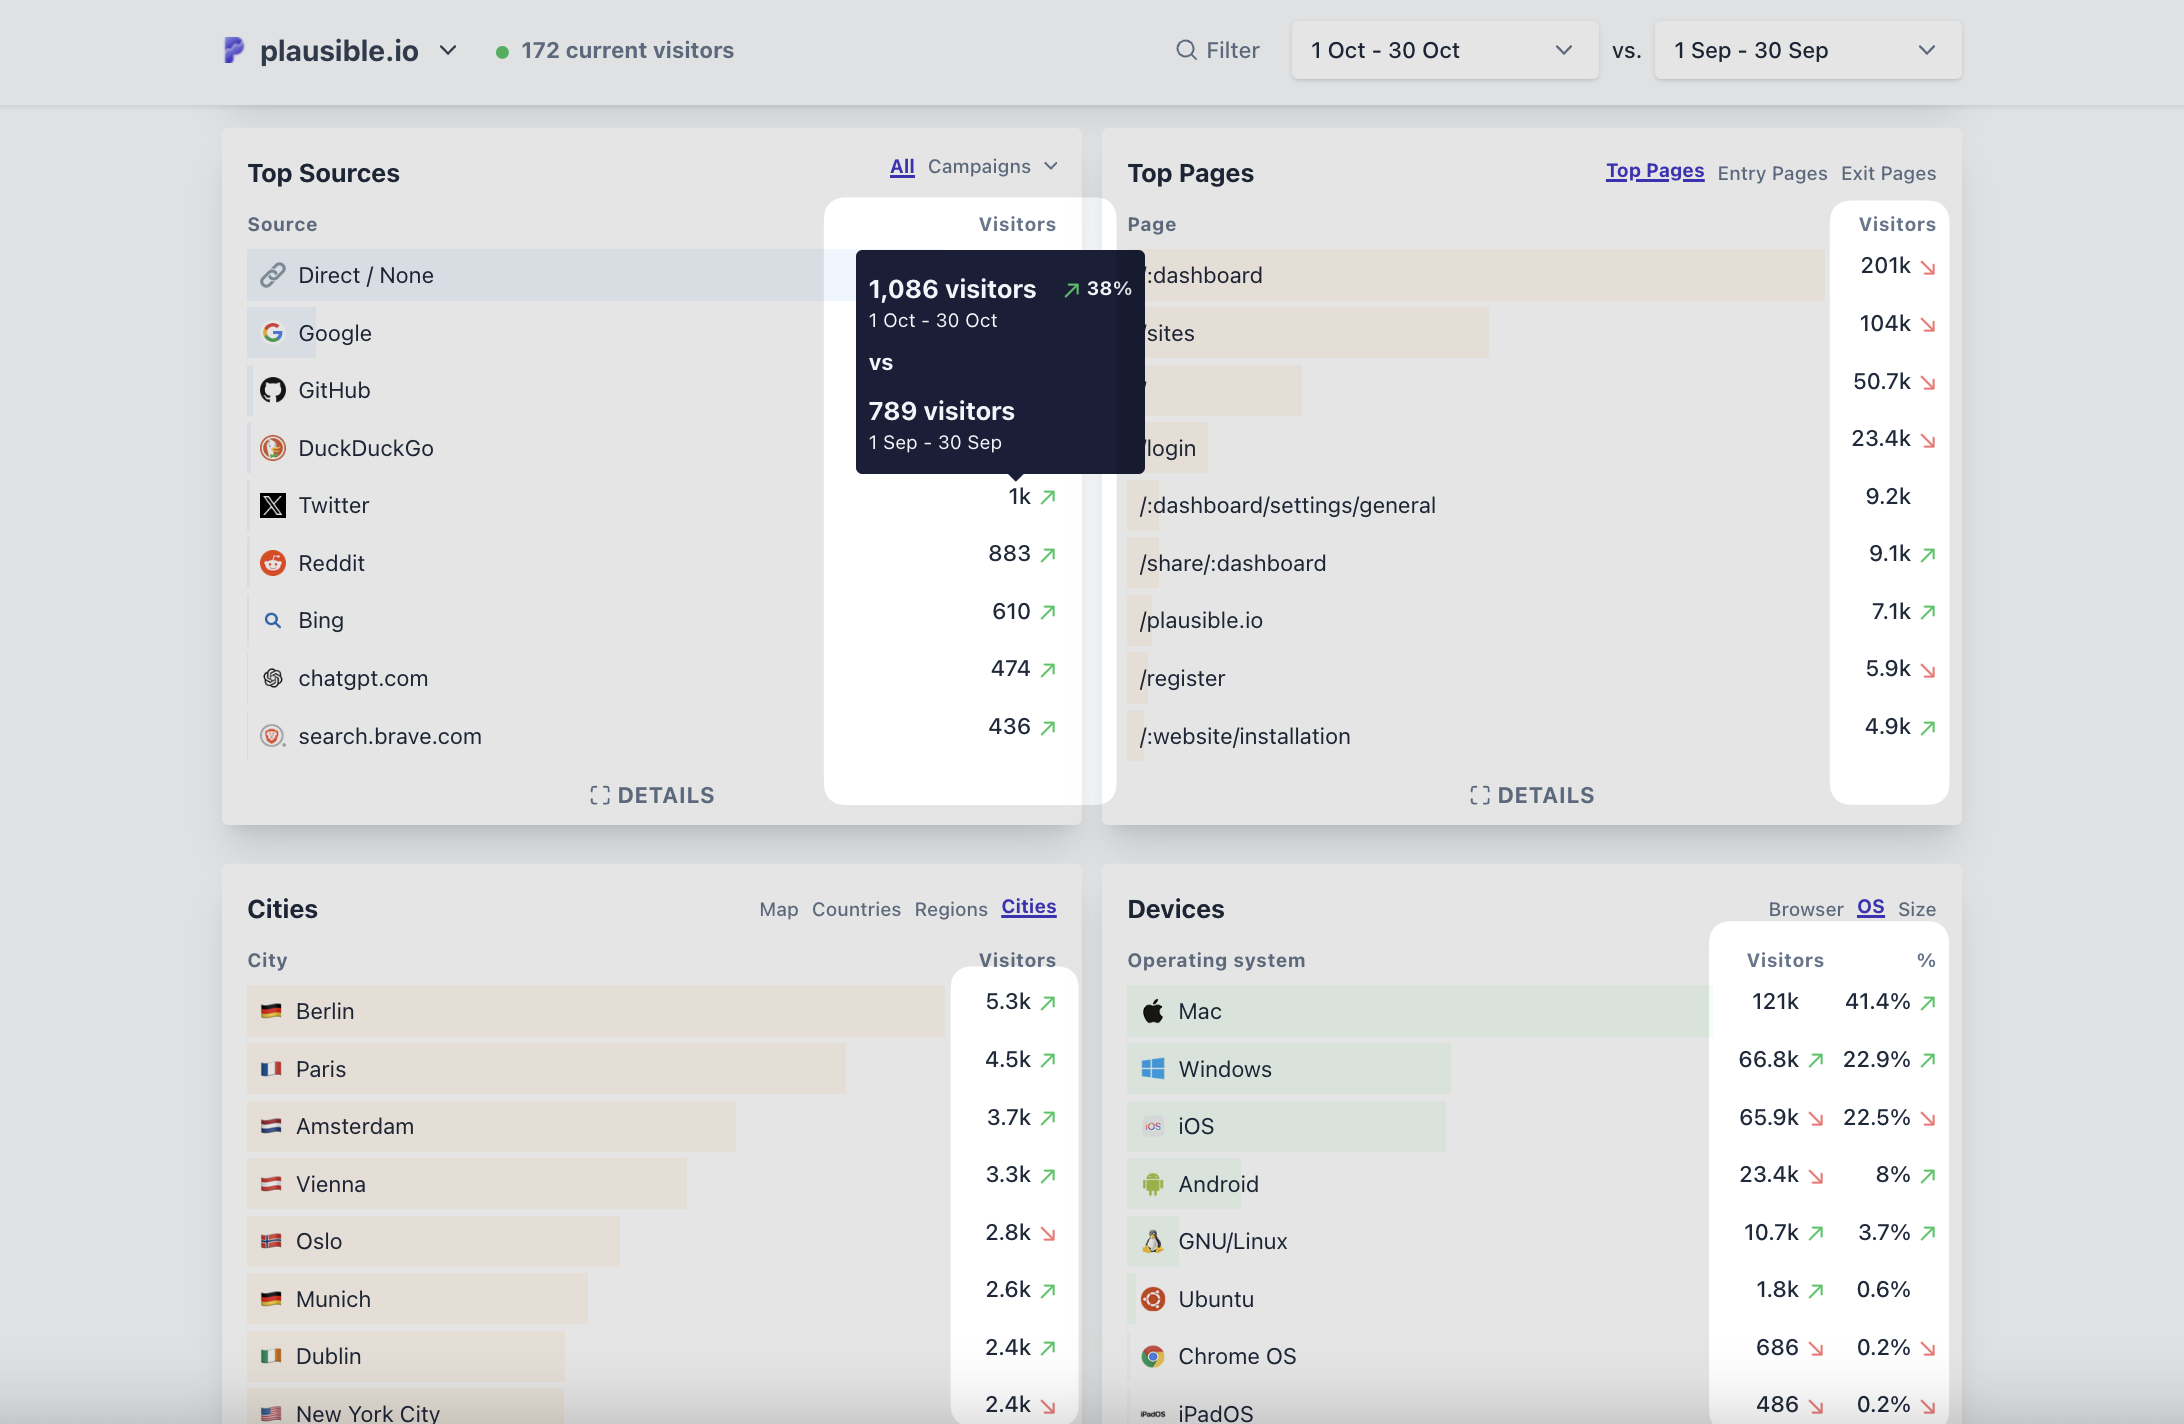 plausible.io
172 current visitors
Filter
1 Oct - 30 Oct
vs.
1 Sep - 30 Sep
Top Sources
All Campaigns
Source
Visitors
Direct / None
Google
GitHub
DuckDuckGo
Twitter 1k
Reddit 883
Bing 610
chatgpt.com 474
search.brave.com 436
DETAILS
1,086 visitors 38%
1 Oct - 30 Oct
vs
789 visitors
1 Sep - 30 Sep
Top Pages
Top Pages Entry Pages Exit Pages
Page
Visitors
/:dashboard 201k
/sites 104k
/ 50.7k
/login 23.4k
/:dashboard/settings/general 9.2k
/share/:dashboard 9.1k
/plausible.io 7.1k
/register 5.9k
/:website/installation 4.9k
DETAILS
Cities
Map Countries Regions Cities
City Visitors
Berlin 5.3k
Paris 4.5k
Amsterdam 3.7k
Vienna 3.3k
Oslo 2.8k
Munich 2.6k
Dublin 2.4k
New York City 2.4k
Devices
Browser OS Size
Operating system Visitors %
Mac 121k 41.4%
Windows 66.8k 22.9%
iOS iOS 65.9k 22.5%
Android 23.4k 8%
GNU/Linux 10.7k 3.7%
Ubuntu 1.8k 0.6%
Chrome OS 686 0.2%
iPadOS iPadOS 486 0.2%